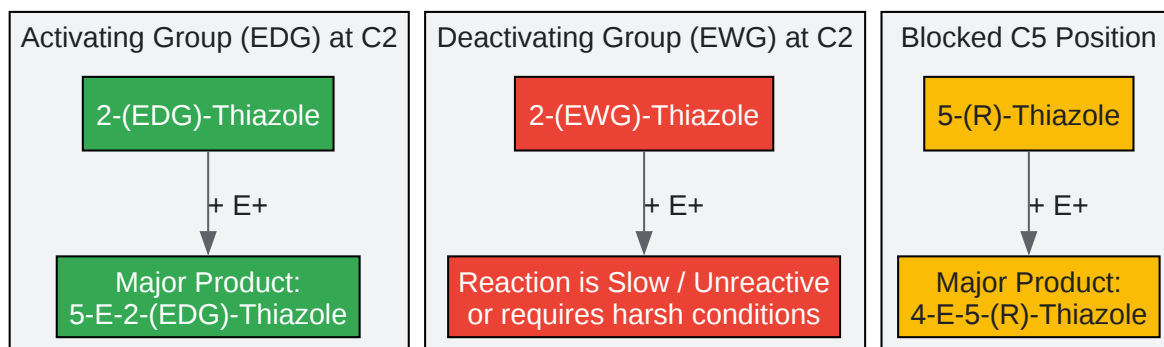 Activating Group (EDG) at C2
2-(EDG)-Thiazole
+ E+
Major Product:
5-E-2-(EDG)-Thiazole
Deactivating Group (EWG) at C2
2-(EWG)-Thiazole
+ E+
Reaction is Slow / Unreactive
or requires harsh conditions
Blocked C5 Position
5-(R)-Thiazole
+ E+
Major Product:
4-E-5-(R)-Thiazole